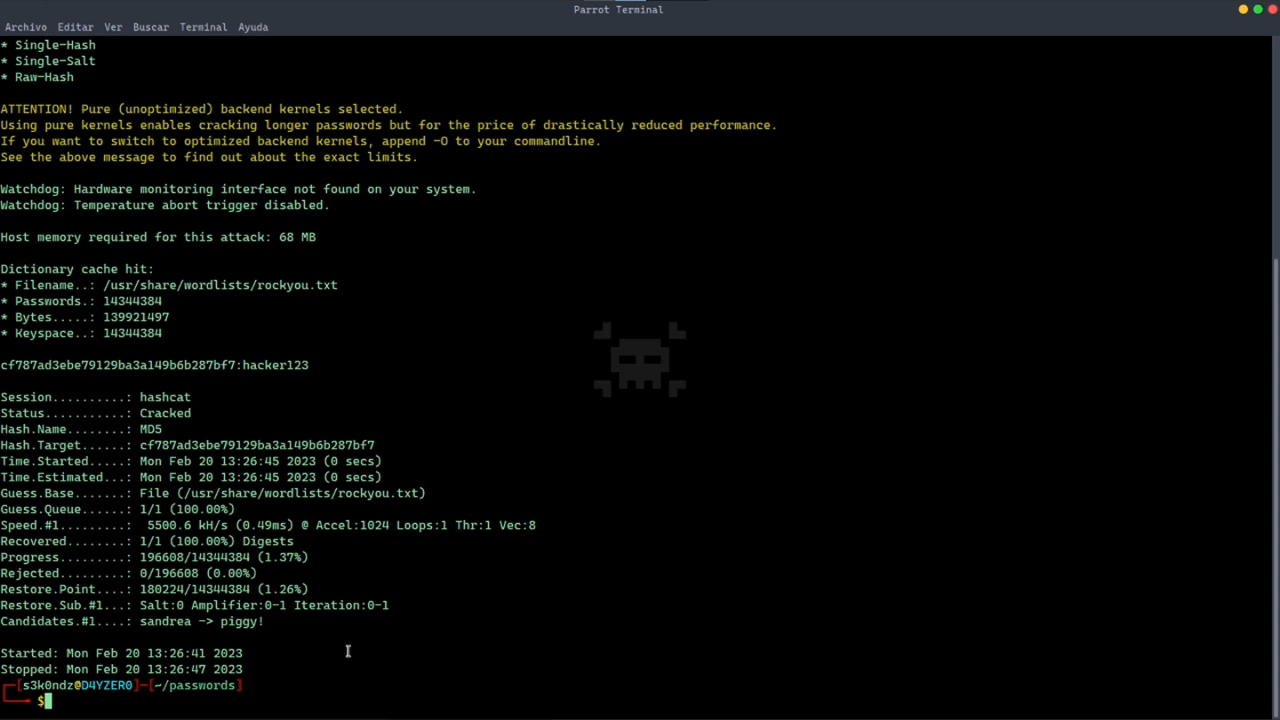 Parrot Terminal
Archivo Editar Ver Buscar Terminal Ayuda
* Single-Hash
* Single-Salt
* Raw-Hash
ATTENTION! Pure (unoptimized) backend kernels selected.
Using pure kernels enables cracking longer passwords but for the price of drastically reduced performance.
If you want to switch to optimized backend kernels, append -O to your commandline.
See the above message to find out about the exact limits.
Watchdog: Hardware monitoring interface not found on your system.
Watchdog: Temperature abort trigger disabled.
Host memory required for this attack: 68 MB
Dictionary cache hit:
* Filename..: /usr/share/wordlists/rockyou.txt
* Passwords.: 14344384
* Bytes.....: 139921497
* Keyspace..: 14344384
cf787ad3ebe79129ba3a149b6b287bf7:hacker123
Session..........: hashcat
Status...........: Cracked
Hash.Name........: MD5
Hash.Target......: cf787ad3ebe79129ba3a149b6b287bf7
Time.Started.....: Mon Feb 20 13:26:45 2023 (0 secs)
Time.Estimated...: Mon Feb 20 13:26:45 2023 (0 secs)
Guess.Base.......: File (/usr/share/wordlists/rockyou.txt)
Guess.Queue......: 1/1 (100.00%)
Speed.#1.........:  5500.6 kH/s (0.49ms) @ Accel:1024 Loops:1 Thr:1 Vec:8
Recovered........: 1/1 (100.00%) Digests
Progress.........: 196608/14344384 (1.37%)
Rejected.........: 0/196608 (0.00%)
Restore.Point....: 180224/14344384 (1.26%)
Restore.Sub.#1...: Salt:0 Amplifier:0-1 Iteration:0-1
Candidates.#1....: sandrea -> piggy!
Started: Mon Feb 20 13:26:41 2023
Stopped: Mon Feb 20 13:26:47 2023
┌─[s3k0ndz@D4YZER0]─[~/passwords]
└──╼ $